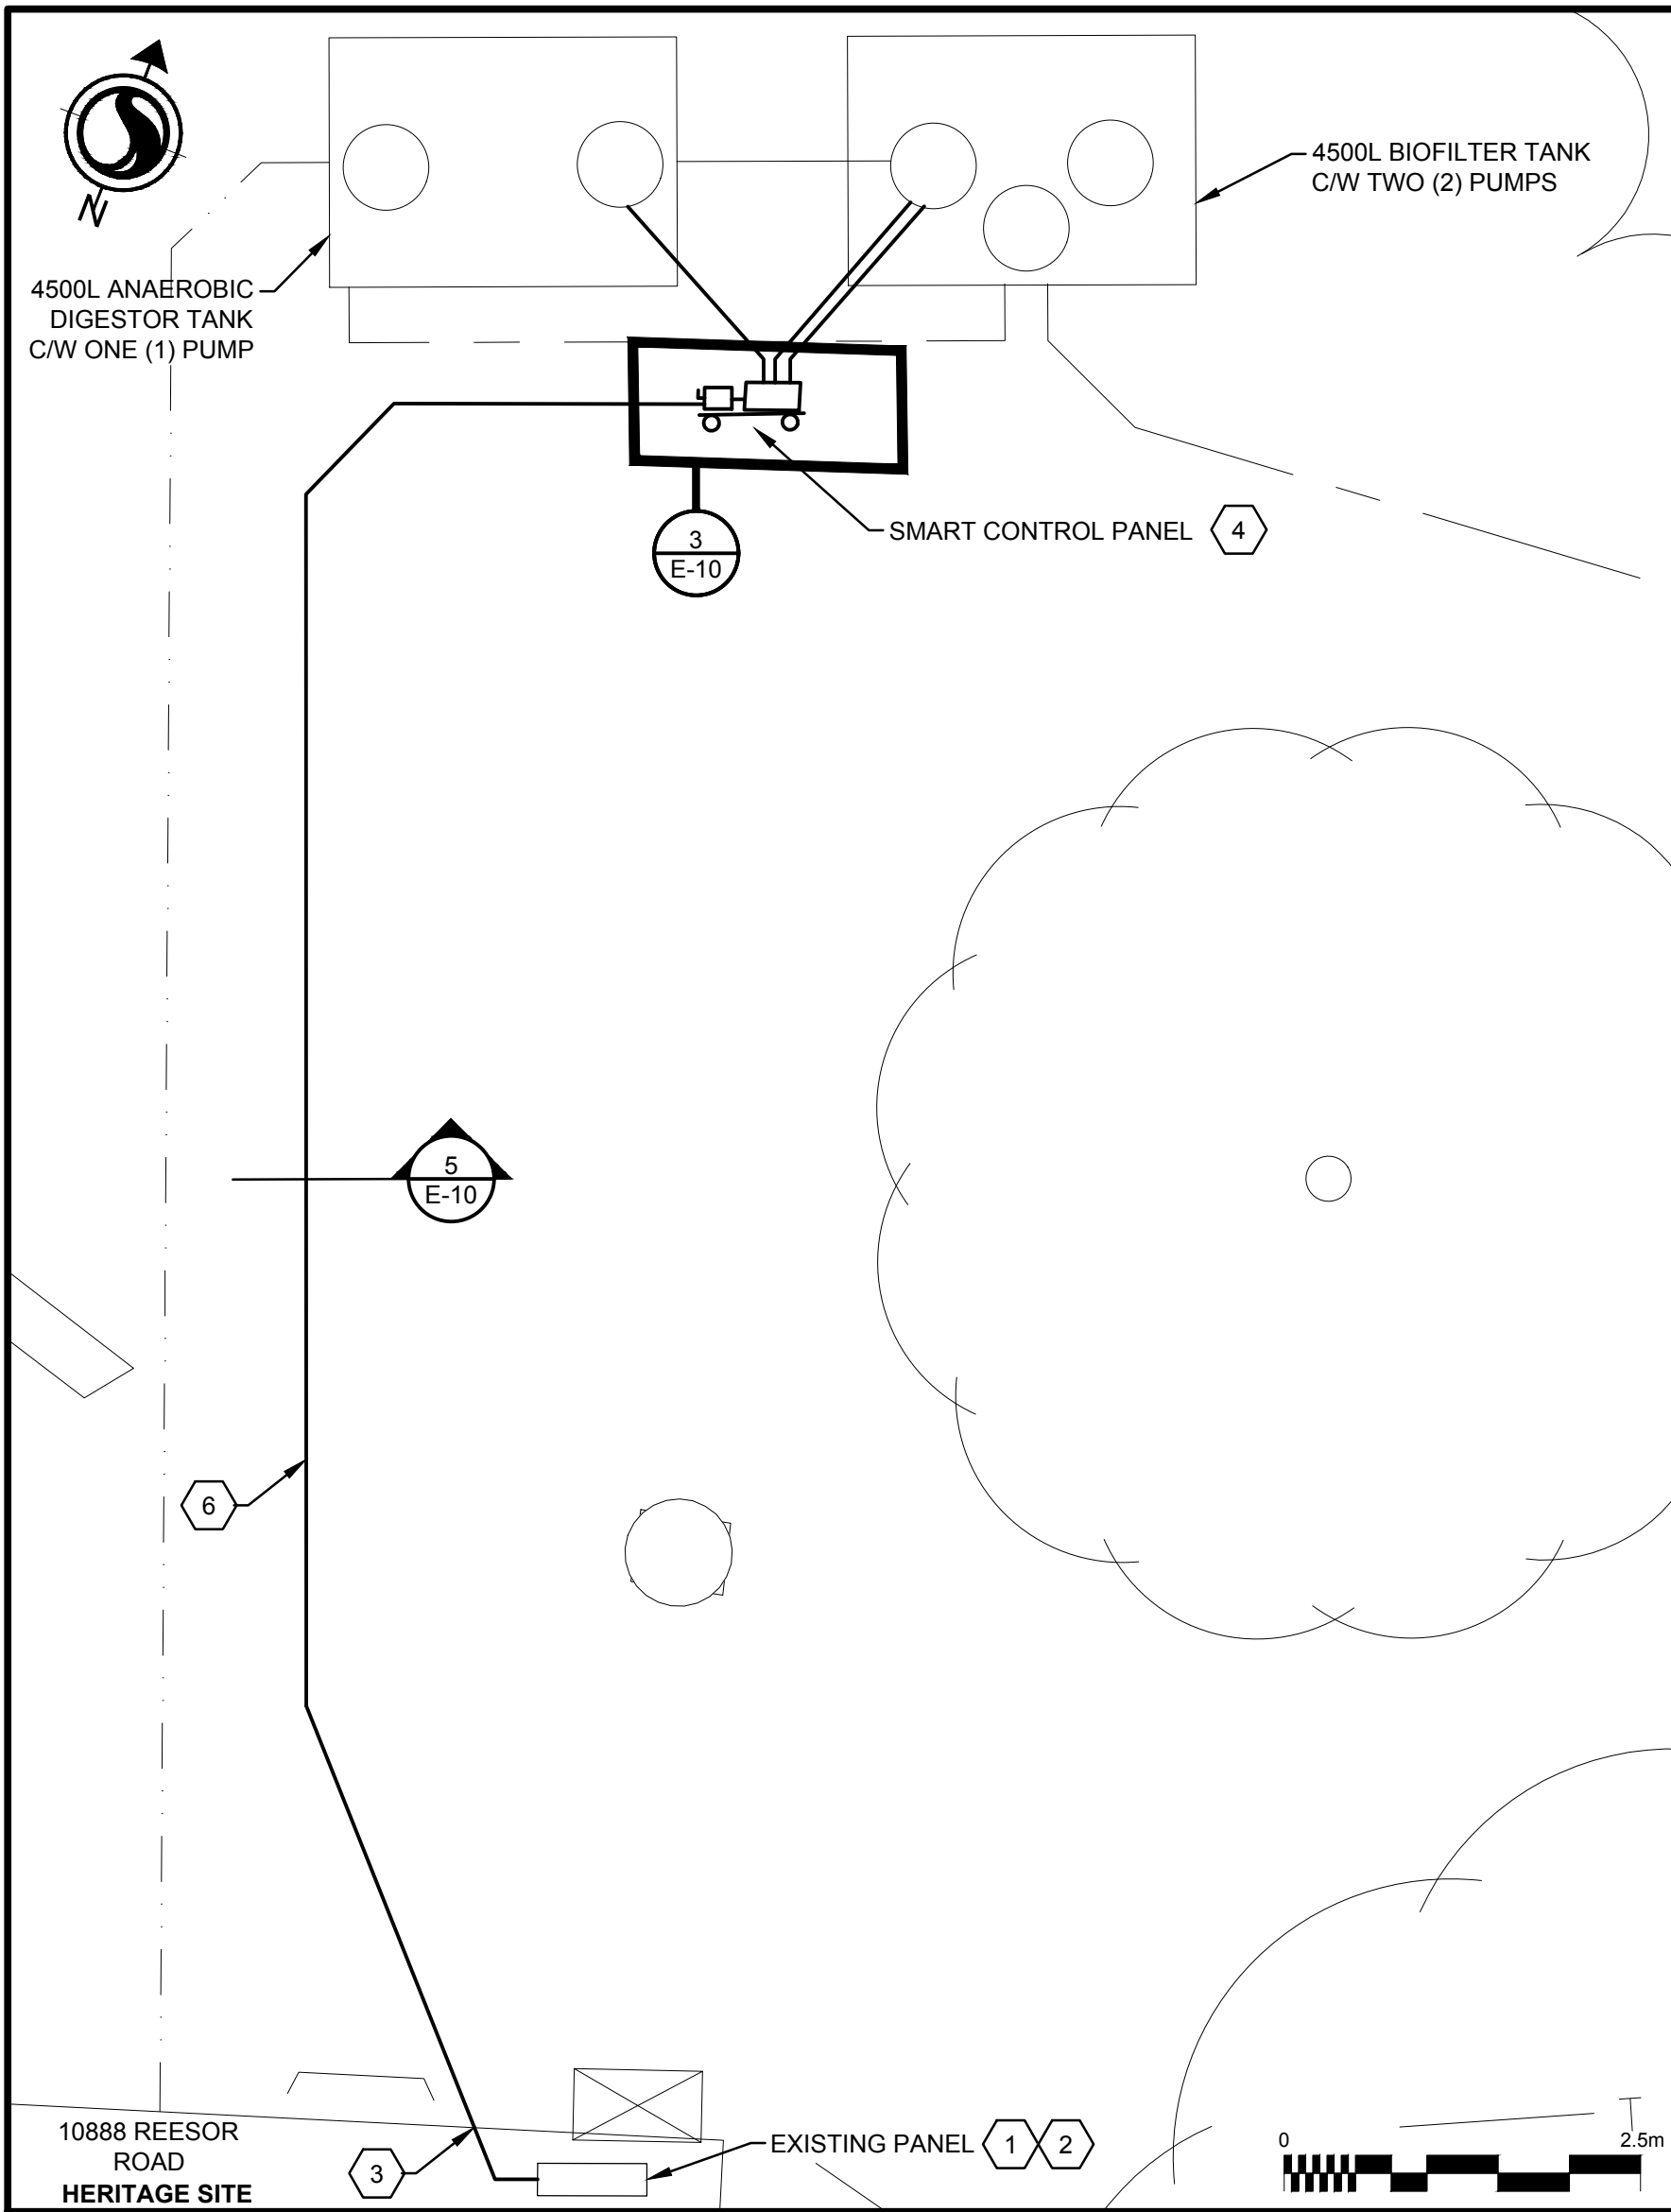 N
4500L BIOFILTER TANK
C/W TWO (2) PUMPS
4500L ANAEROBIC
DIGESTOR TANK
C/W ONE (1) PUMP
SMART CONTROL PANEL 4
3
E-10
5
E-10
6
10888 REESOR
ROAD
HERITAGE SITE
3
EXISTING PANEL 1 2
0 2.5m